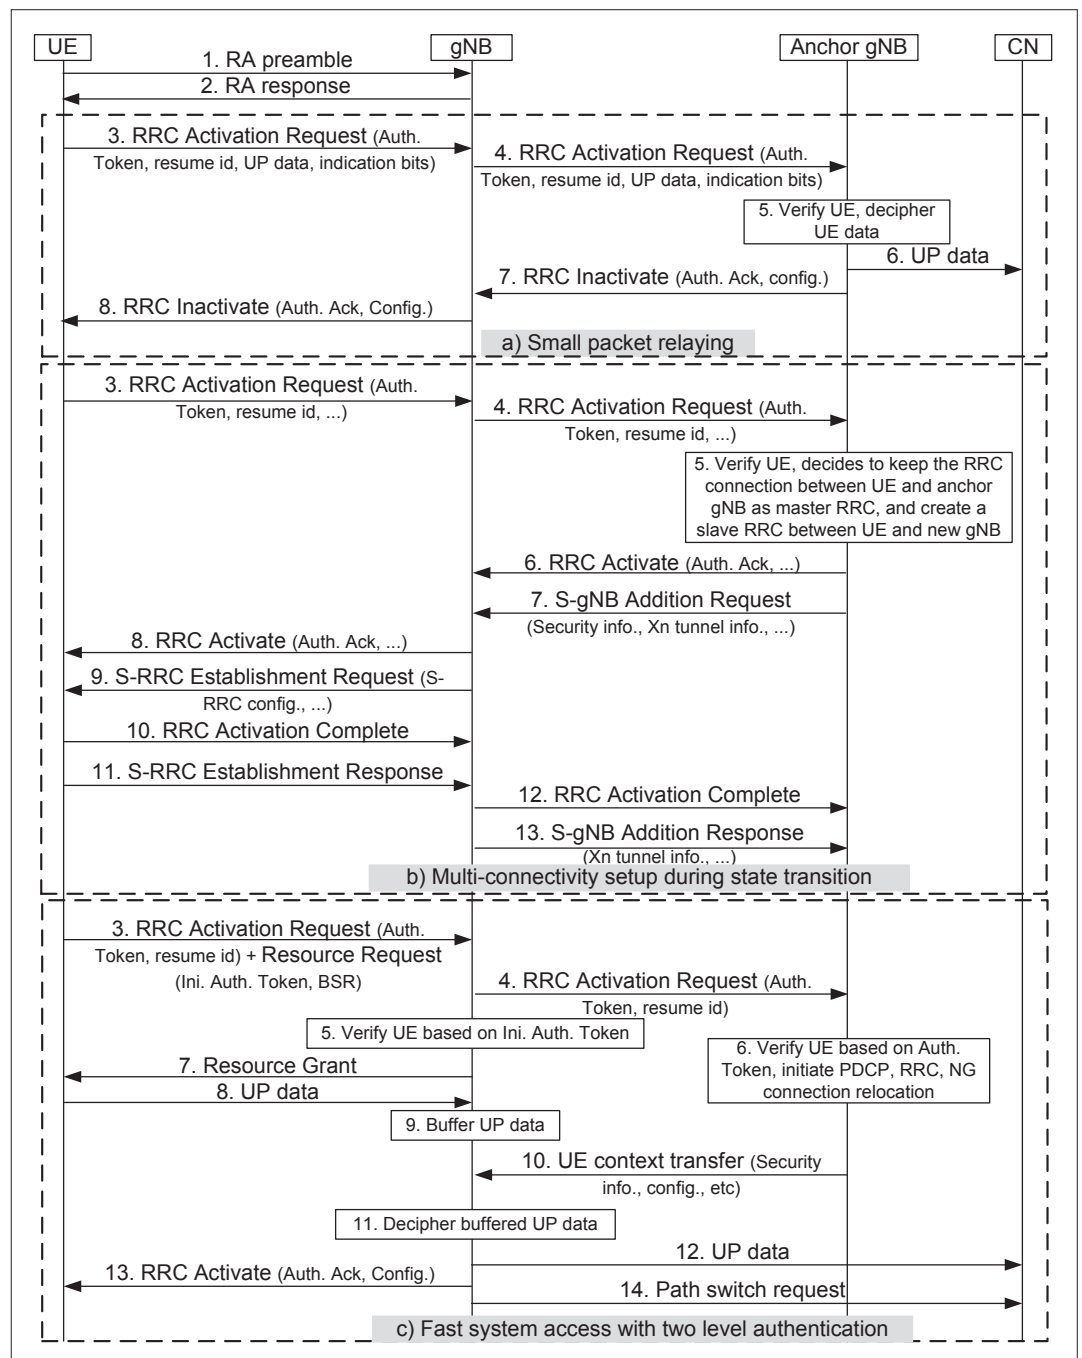 UE
gNB
Anchor gNB
CN
1. RA preamble
2. RA response
3. RRC Activation Request (Auth.
Token, resume id, UP data, indication bits)
4. RRC Activation Request (Auth.
Token, resume id, UP data, indication bits)
5. Verify UE, decipher
UE data
6. UP data
7. RRC Inactivate (Auth. Ack, config.)
8. RRC Inactivate (Auth. Ack, Config.)
a) Small packet relaying
3. RRC Activation Request (Auth.
Token, resume id, ...)
4. RRC Activation Request (Auth.
Token, resume id, ...)
5. Verify UE, decides to keep the RRC
connection between UE and anchor
gNB as master RRC, and create a
slave RRC between UE and new gNB
6. RRC Activate (Auth. Ack, ...)
7. S-gNB Addition Request
(Security info., Xn tunnel info., ...)
8. RRC Activate (Auth. Ack, ...)
9. S-RRC Establishment Request (S-
RRC config., ...)
10. RRC Activation Complete
11. S-RRC Establishment Response
12. RRC Activation Complete
13. S-gNB Addition Response
(Xn tunnel info., ...)
b) Multi-connectivity setup during state transition
3. RRC Activation Request (Auth.
Token, resume id) + Resource Request
(Ini. Auth. Token, BSR)
4. RRC Activation Request (Auth.
Token, resume id)
5. Verify UE based on Ini. Auth. Token
6. Verify UE based on Auth.
Token, initiate PDCP, RRC, NG
connection relocation
7. Resource Grant
8. UP data
9. Buffer UP data
10. UE context transfer (Security
info., config., etc)
11. Decipher buffered UP data
12. UP data
13. RRC Activate (Auth. Ack, Config.)
14. Path switch request
c) Fast system access with two level authentication